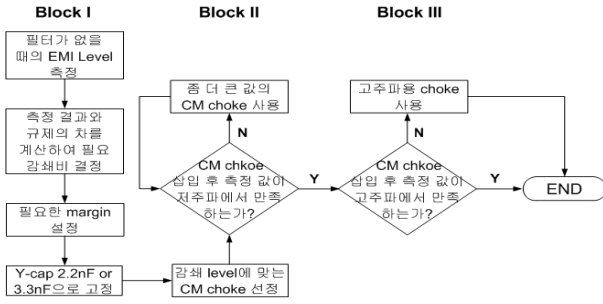 Block I
Block II
Block III
필터가 없을
때의 EMI Level
측정
측정 결과와
규제의 차를
계산하여 필요
감쇄비 결정
필요한 margin
설정
Y-cap 2.2nF or
3.3nF으로 고정
좀 더 큰 값의
CM choke 사용
N
CM chkoe
삽입 후 측정 값이
저주파에서 만족
하는가?
Y
감쇄 level에 맞는
CM choke 선정
고주파용 choke
사용
N
CM chkoe
삽입 후 측정 값이
고주파에서 만족
하는가?
Y
END